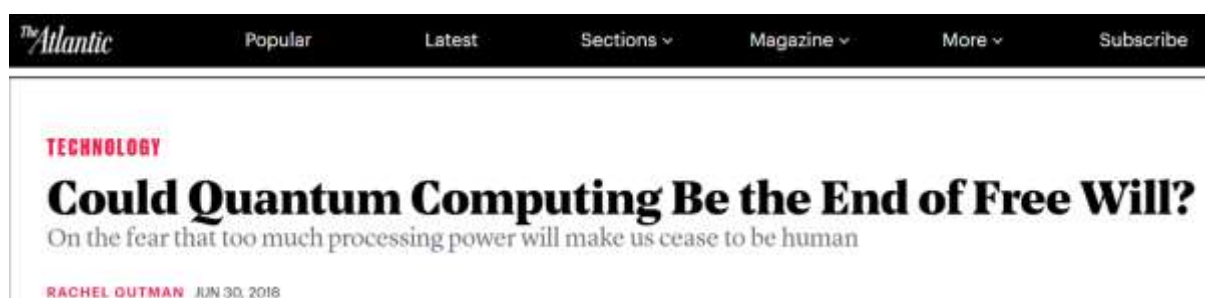 The Atlantic Popular Latest Sections Magazine More Subscribe
TECHNOLOGY
Could Quantum Computing Be the End of Free Will?
On the fear that too much processing power will make us cease to be human
RACHEL GUTMAN JUN 30, 2018